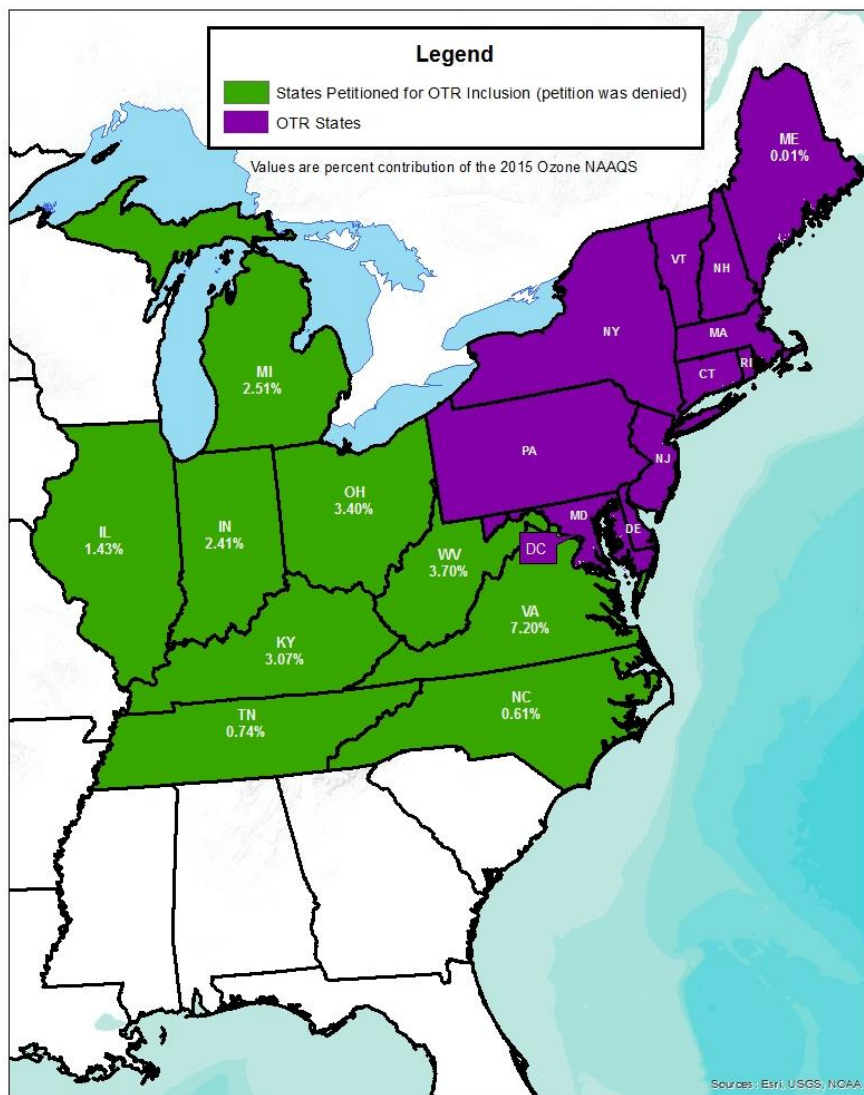 Legend
States Petitioned for OTR Inclusion (petition was denied)
OTR States
Values are percent contribution of the 2015 Ozone NAAQS
ME
0.01%
VT
NH
NY
MA
CT
RI
MI
2.51%
PA
NJ
OH
3.40%
IL
1.43%
IN
2.41%
MD
DE
DC
WV
3.70%
VA
7.20%
KY
3.07%
NC
0.61%
TN
0.74%
Sources: Esri, USGS, NOAA